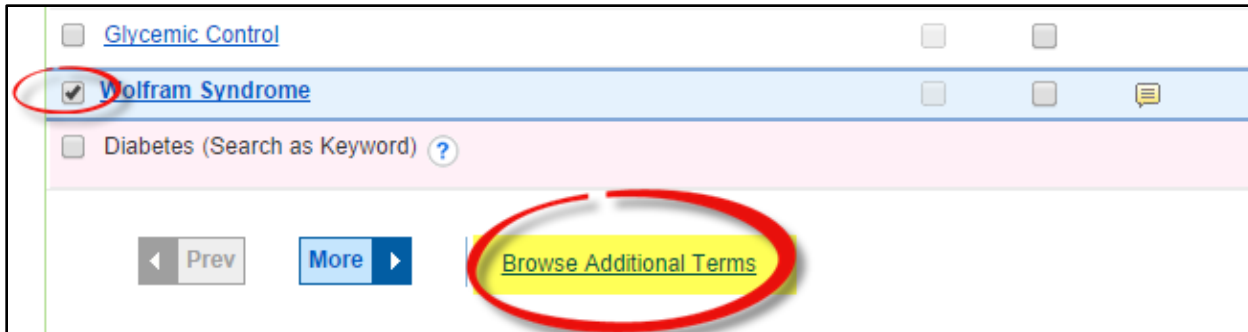 Glycemic Control
Wolfram Syndrome
Diabetes (Search as Keyword) ?
Prev More Browse Additional Terms